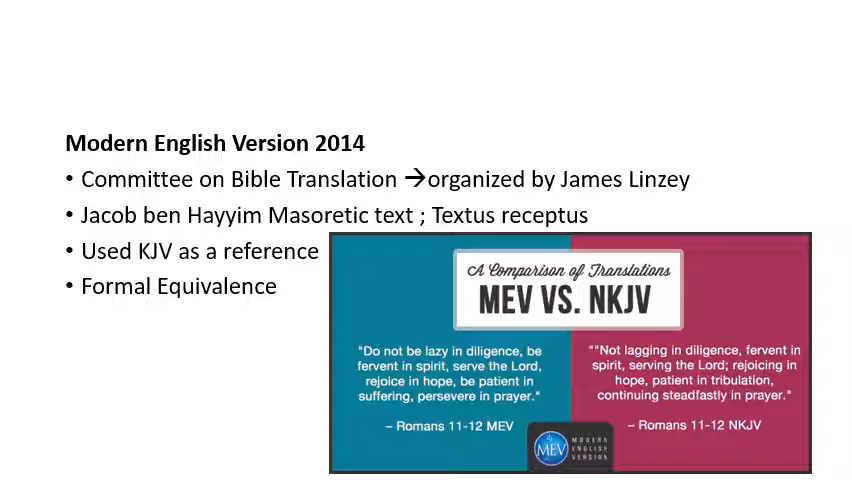 Modern English Version 2014
• Committee on Bible Translation →organized by James Linzey
• Jacob ben Hayyim Masoretic text ; Textus receptus
• Used KJV as a reference
• Formal Equivalence
A Comparison of Translations
MEV VS. NKJV
"Do not be lazy in diligence, be
fervent in spirit, serve the Lord,
rejoice in hope, be patient in
suffering, persevere in prayer."
– Romans 11-12 MEV
""Not lagging in diligence, fervent in
spirit, serving the Lord; rejoicing in
hope, patient in tribulation,
continuing steadfastly in prayer."
– Romans 11-12 NKJV
MEV
MODERN
ENGLISH
VERSION